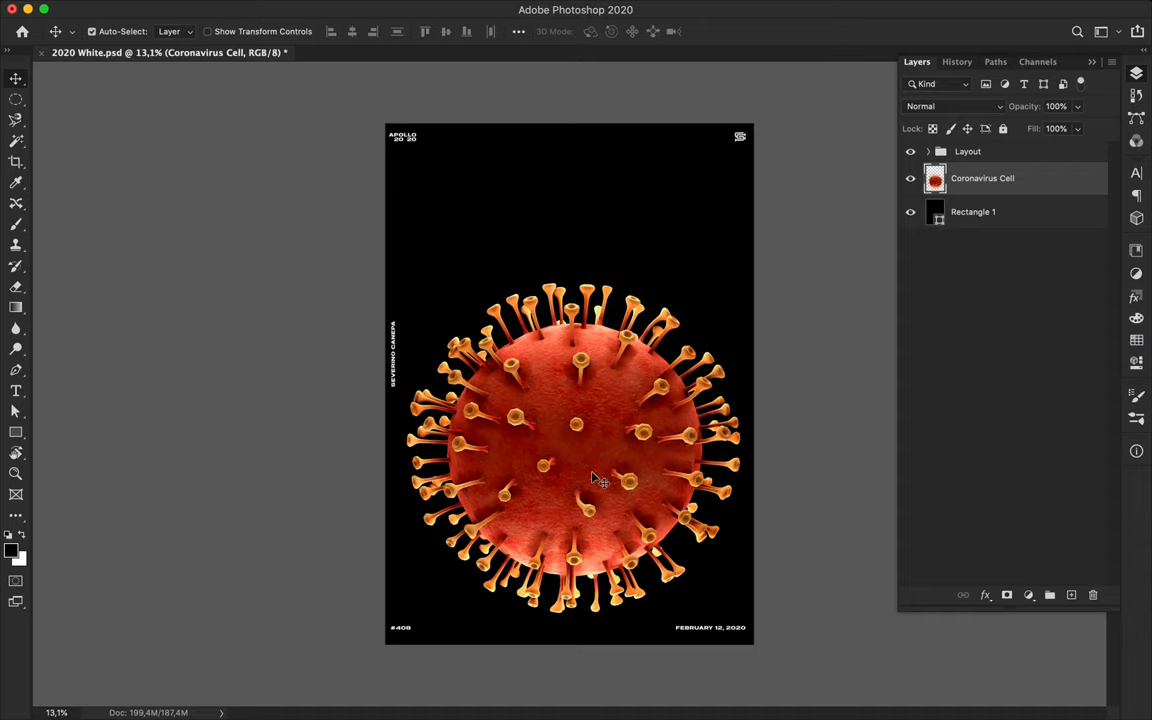 Adobe Photoshop 2020
Auto-Select: Layer Show Transform Controls 3D Mode:
2020 White.psd @ 13,1% (Coronavirus Cell, RGB/8) *
Layers History Paths Channels
Kind
Normal Opacity: 100%
Lock: Fill: 100%
Layout
Coronavirus Cell
Rectangle 1
APOLLO
20 20
SEVERINO CANEPA
#408 FEBRUARY 12, 2020
13,1% Doc: 199,4M/187,4M